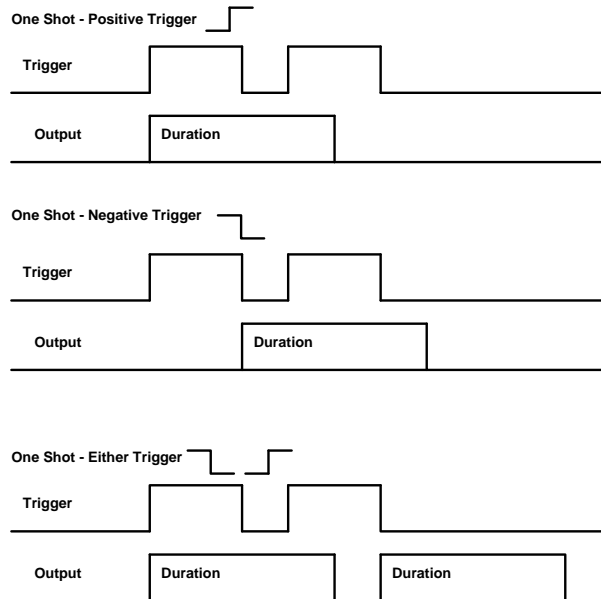 One Shot - Positive Trigger
Trigger
Output Duration
One Shot - Negative Trigger
Trigger
Output Duration
One Shot - Either Trigger
Trigger
Output Duration Duration